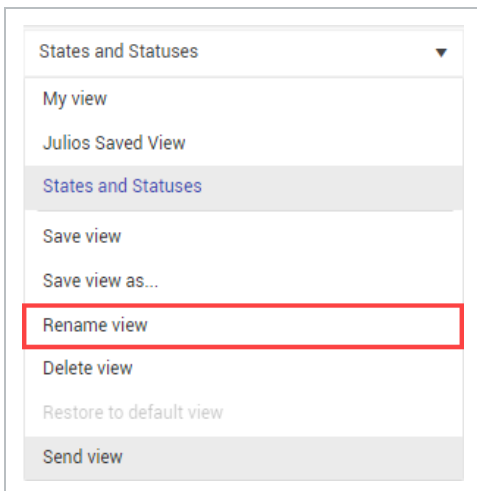 States and Statuses
My view
Julios Saved View
States and Statuses
Save view
Save view as...
Rename view
Delete view
Restore to default view
Send view